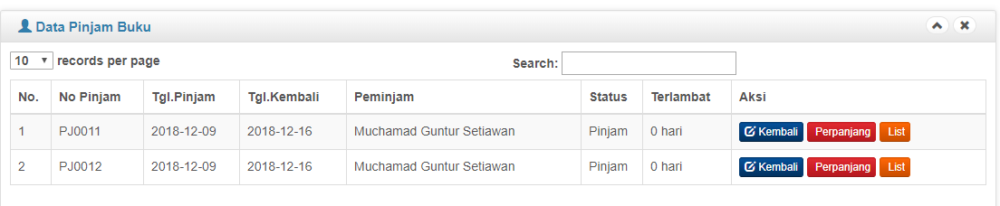 Data Pinjam Buku
10 records per page Search:
No. No Pinjam Tgl.Pinjam Tgl.Kembali Peminjam Status Terlambat Aksi
1 PJ0011 2018-12-09 2018-12-16 Muchamad Guntur Setiawan Pinjam 0 hari Kembali Perpanjang List
2 PJ0012 2018-12-09 2018-12-16 Muchamad Guntur Setiawan Pinjam 0 hari Kembali Perpanjang List